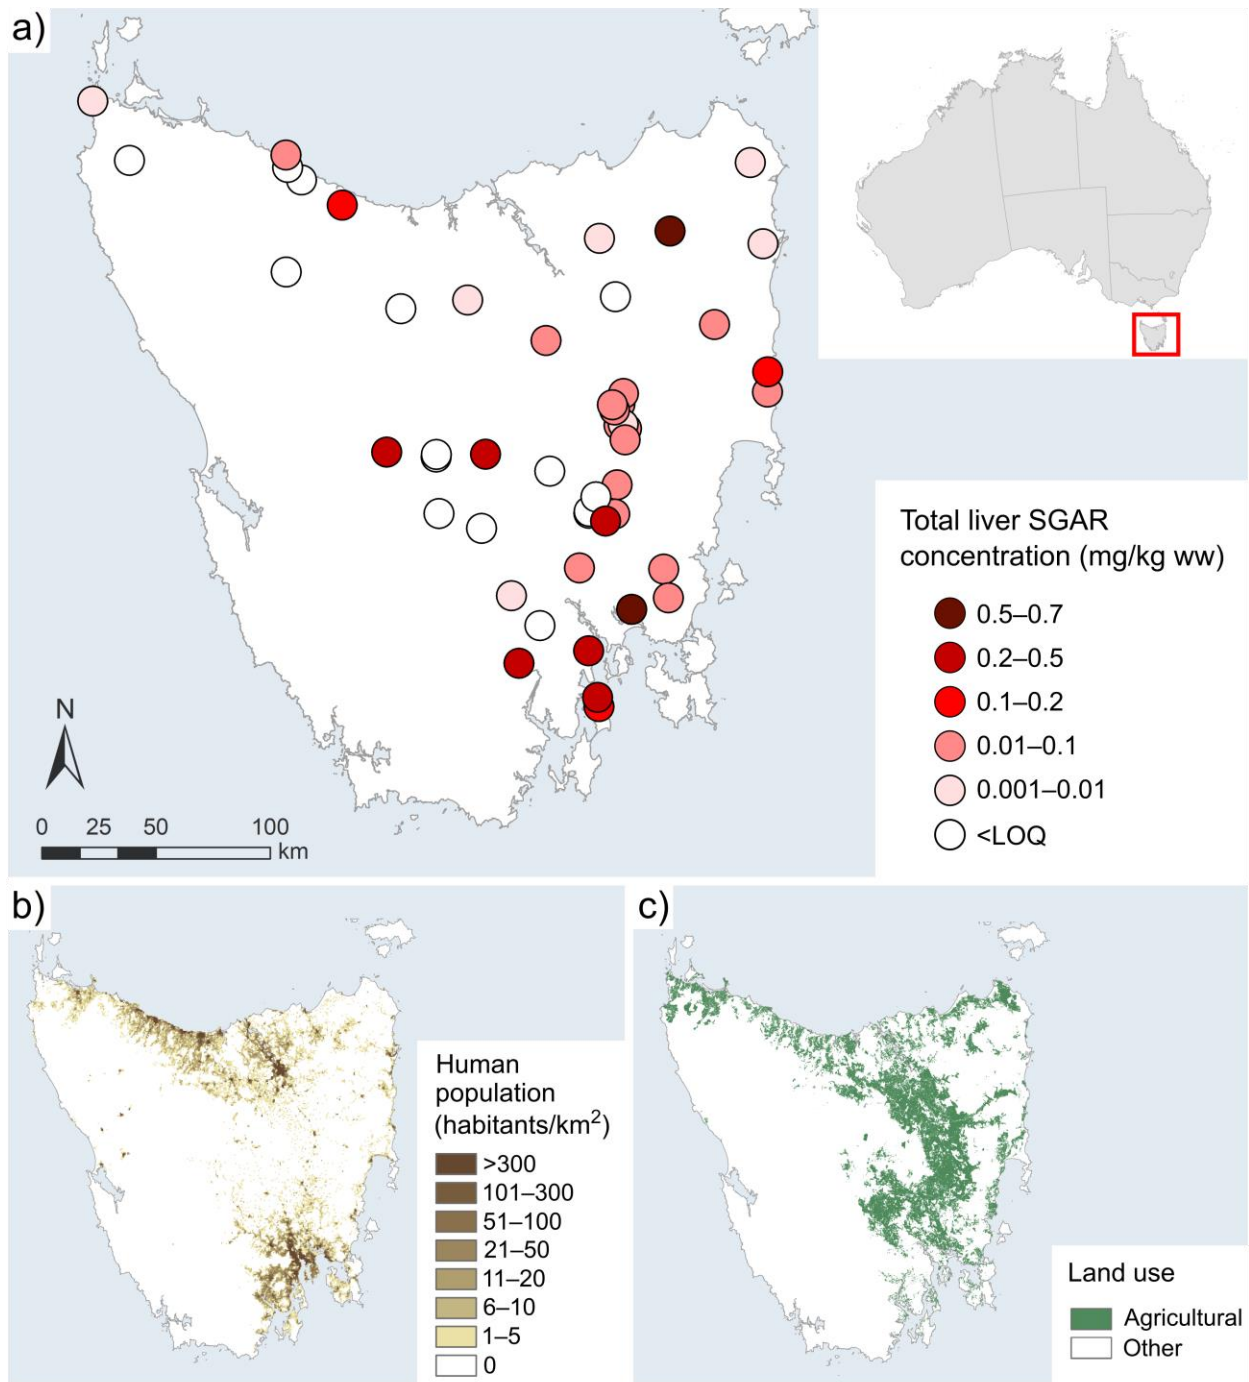 a)
Total liver SGAR
concentration (mg/kg ww)
0.5–0.7
0.2–0.5
0.1–0.2
0.01–0.1
0.001–0.01
<LOQ
N
0 25 50 100
km
b)
Human
population
(habitants/km²)
>300
101–300
51–100
21–50
11–20
6–10
1–5
0
c)
Land use
Agricultural
Other